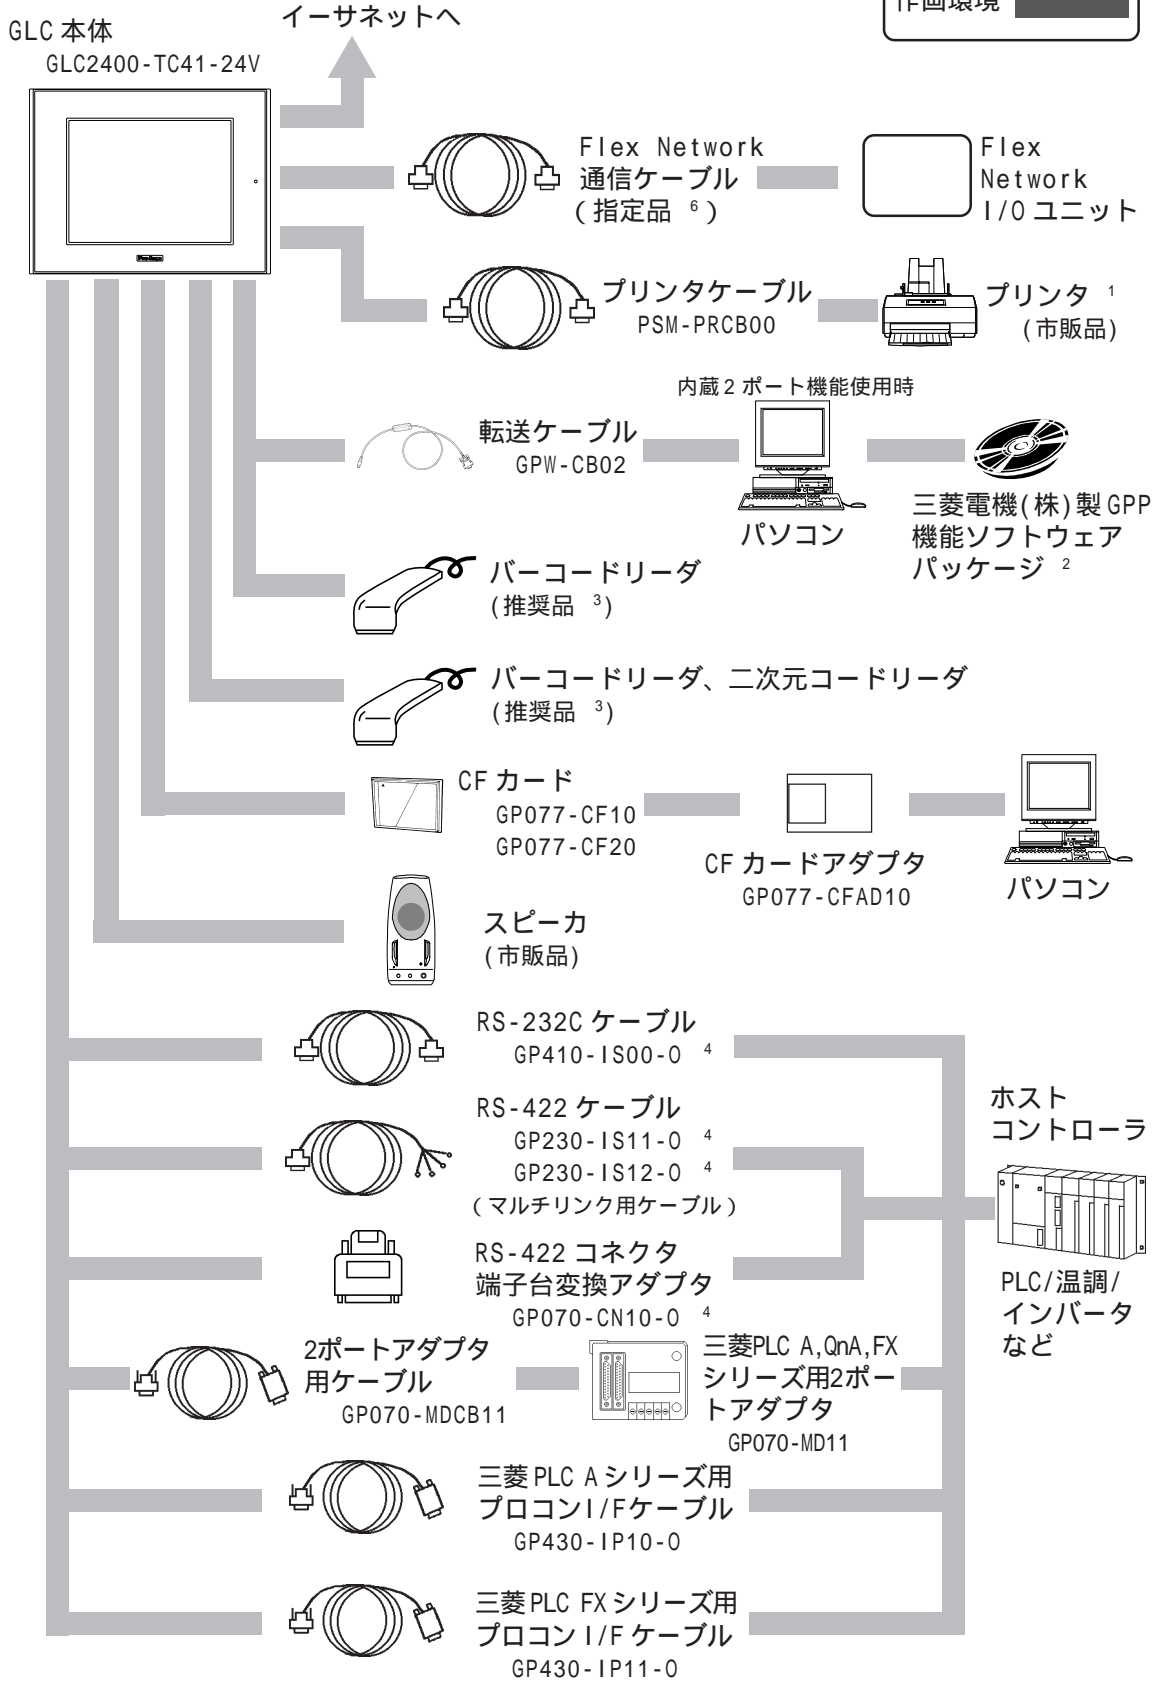 作画環境
イーサネットへ
GLC 本体
GLC2400-TC41-24V
Flex Network
通信ケーブル
(指定品 6)
Flex
Network
I/O ユニット
プリンタケーブル
PSM-PRCB00
プリンタ 1
(市販品)
内蔵2ポート機能使用時
転送ケーブル
GPW-CB02
パソコン
三菱電機(株)製GPP
機能ソフトウェア
パッケージ 2
バーコードリーダ
(推奨品 3)
バーコードリーダ、二次元コードリーダ
(推奨品 3)
CF カード
GP077-CF10
GP077-CF20
CF カードアダプタ
GP077-CFAD10
パソコン
スピーカ
(市販品)
RS-232C ケーブル
GP410-IS00-O 4
RS-422 ケーブル
GP230-IS11-O 4
GP230-IS12-O 4
(マルチリンク用ケーブル)
ホスト
コントローラ
RS-422 コネクタ
端子台変換アダプタ
GP070-CN10-O 4
PLC/温調/
インバータ
など
2ポートアダプタ
用ケーブル
GP070-MDCB11
三菱PLC A,QnA,FX
シリーズ用2ポー
トアダプタ
GP070-MD11
三菱 PLC A シリーズ用
プロコンI/Fケーブル
GP430-IP10-O
三菱 PLC FX シリーズ用
プロコン I/F ケーブル
GP430-IP11-O